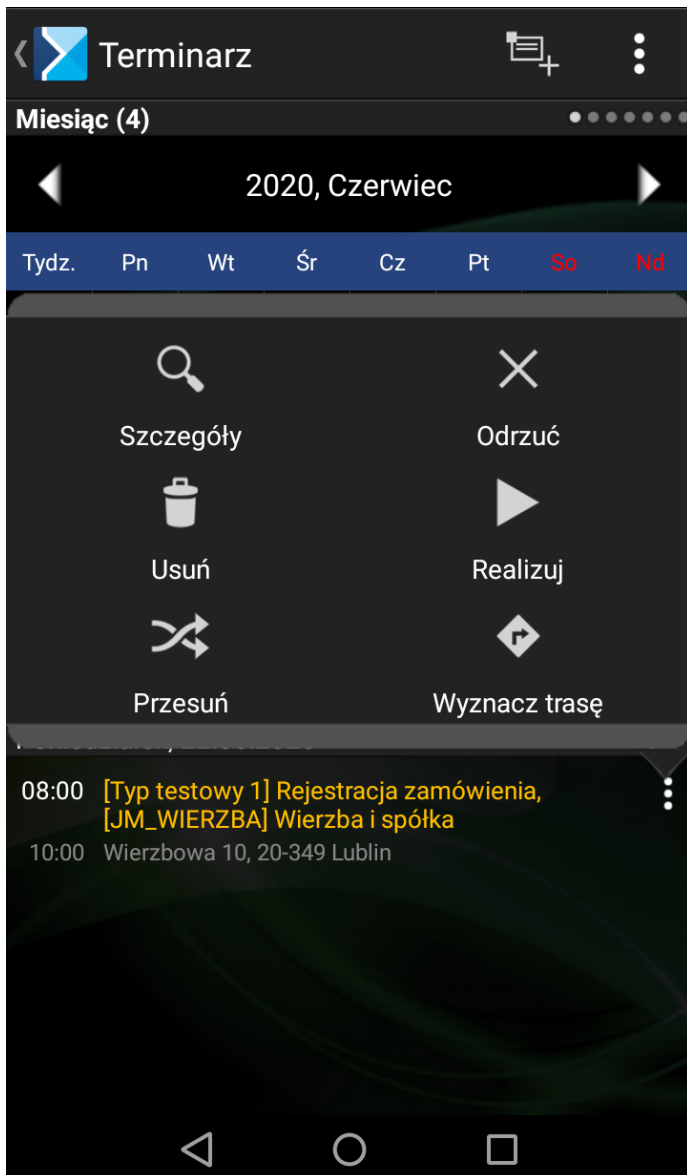 Terminarz
Miesiąc (4)
2020, Czerwiec
Tydz. Pn Wt Śr Cz Pt So Nd
Szczegóły Odrzuć
Usuń Realizuj
Przesuń Wyznacz trasę
08:00 [Typ testowy 1] Rejestracja zamówienia,
[JM_WIERZBA] Wierzba i spółka
10:00 Wierzbowa 10, 20-349 Lublin